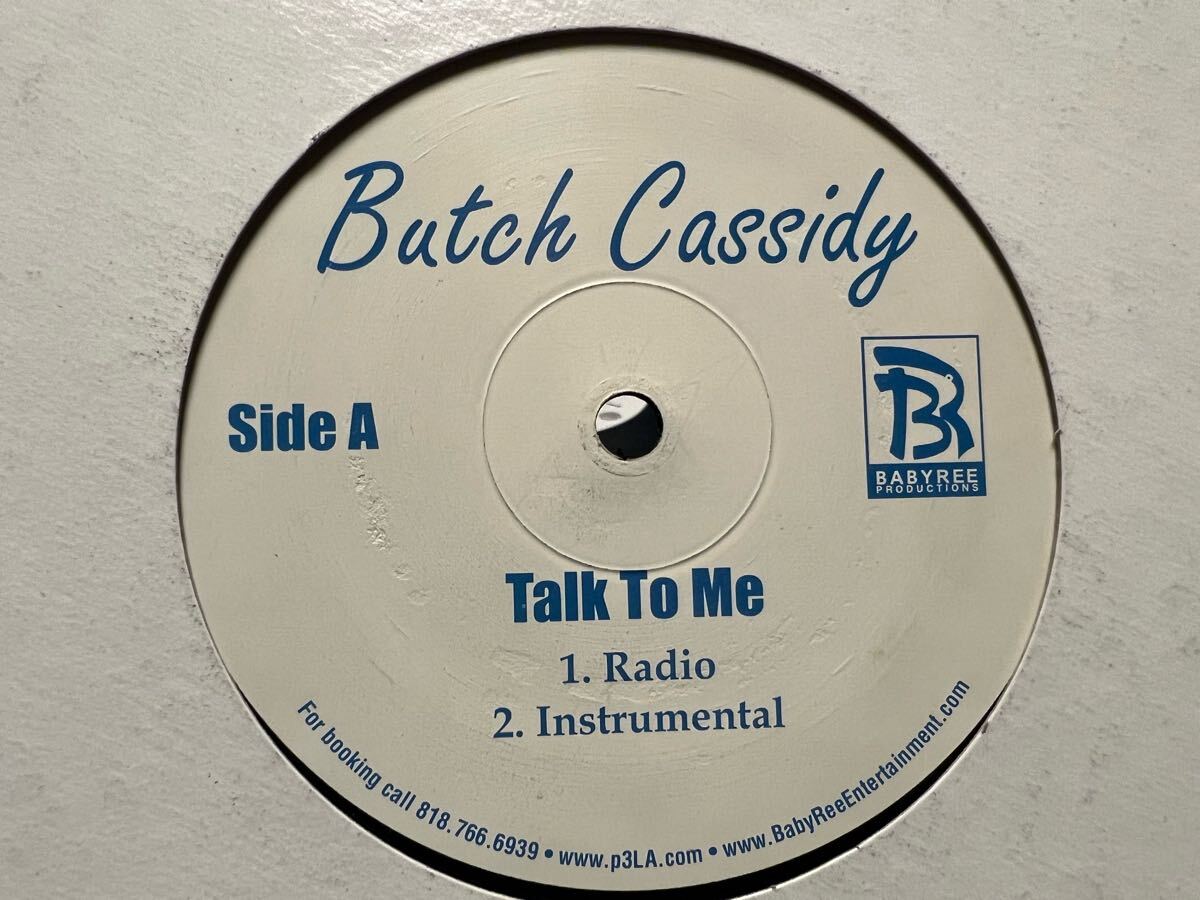 Butch Cassidy
Side A
BR
BABYREE
PRODUCTIONS
Talk To Me
1. Radio
2. Instrumental
For booking call 818.766.6939 • www.p3LA.com • www.BabyReeEntertainment.com